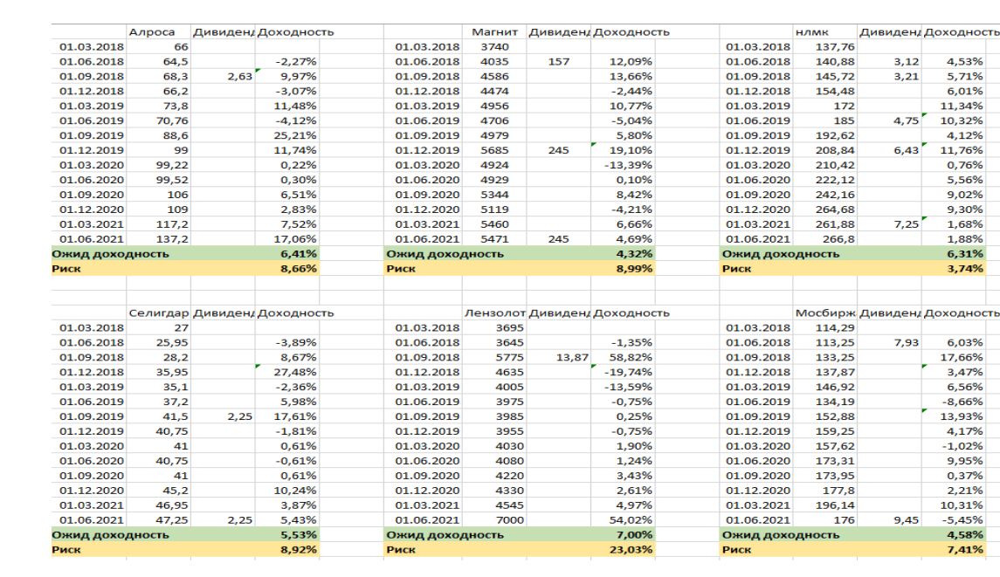 Алроса Дивиденд Доходность Магнит Дивиденд Доходность нлмк Дивиденд Доходность
01.03.2018 66 01.03.2018 3740 01.03.2018 137,76
01.06.2018 64,5 -2,27% 01.06.2018 4035 157 12,09% 01.06.2018 140,88 3,12 4,53%
01.09.2018 68,3 2,63 9,97% 01.09.2018 4586 13,66% 01.09.2018 145,72 3,21 5,71%
01.12.2018 66,2 -3,07% 01.12.2018 4474 -2,44% 01.12.2018 154,48 6,01%
01.03.2019 73,8 11,48% 01.03.2019 4956 10,77% 01.03.2019 172 11,34%
01.06.2019 70,76 -4,12% 01.06.2019 4706 -5,04% 01.06.2019 185 4,75 10,32%
01.09.2019 88,6 25,21% 01.09.2019 4979 5,80% 01.09.2019 192,62 4,12%
01.12.2019 99 11,74% 01.12.2019 5685 245 19,10% 01.12.2019 208,84 6,43 11,76%
01.03.2020 99,22 0,22% 01.03.2020 4924 -13,39% 01.03.2020 210,42 0,76%
01.06.2020 99,52 0,30% 01.06.2020 4929 0,10% 01.06.2020 222,12 5,56%
01.09.2020 106 6,51% 01.09.2020 5344 8,42% 01.09.2020 242,16 9,02%
01.12.2020 109 2,83% 01.12.2020 5119 -4,21% 01.12.2020 264,68 9,30%
01.03.2021 117,2 7,52% 01.03.2021 5460 6,66% 01.03.2021 261,88 7,25 1,68%
01.06.2021 137,2 17,06% 01.06.2021 5471 245 4,69% 01.06.2021 266,8 1,88%
Ожид доходность 6,41% Ожид доходность 4,32% Ожид доходность 6,31%
Риск 8,66% Риск 8,99% Риск 3,74%
Селигдар Дивиденд Доходность Лензолот Дивиденд Доходность Мосбирж Дивиденд Доходность
01.03.2018 27 01.03.2018 3695 01.03.2018 114,29
01.06.2018 25,95 -3,89% 01.06.2018 3645 -1,35% 01.06.2018 113,25 7,93 6,03%
01.09.2018 28,2 8,67% 01.09.2018 5775 13,87 58,82% 01.09.2018 133,25 17,66%
01.12.2018 35,95 27,48% 01.12.2018 4635 -19,74% 01.12.2018 137,87 3,47%
01.03.2019 35,1 -2,36% 01.03.2019 4005 -13,59% 01.03.2019 146,92 6,56%
01.06.2019 37,2 5,98% 01.06.2019 3975 -0,75% 01.06.2019 134,19 -8,66%
01.09.2019 41,5 2,25 17,61% 01.09.2019 3985 0,25% 01.09.2019 152,88 13,93%
01.12.2019 40,75 -1,81% 01.12.2019 3955 -0,75% 01.12.2019 159,25 4,17%
01.03.2020 41 0,61% 01.03.2020 4030 1,90% 01.03.2020 157,62 -1,02%
01.06.2020 40,75 -0,61% 01.06.2020 4080 1,24% 01.06.2020 173,31 9,95%
01.09.2020 41 0,61% 01.09.2020 4220 3,43% 01.09.2020 173,95 0,37%
01.12.2020 45,2 10,24% 01.12.2020 4330 2,61% 01.12.2020 177,8 2,21%
01.03.2021 46,95 3,87% 01.03.2021 4545 4,97% 01.03.2021 196,14 10,31%
01.06.2021 47,25 2,25 5,43% 01.06.2021 7000 54,02% 01.06.2021 176 9,45 -5,45%
Ожид доходность 5,53% Ожид доходность 7,00% Ожид доходность 4,58%
Риск 8,92% Риск 23,03% Риск 7,41%